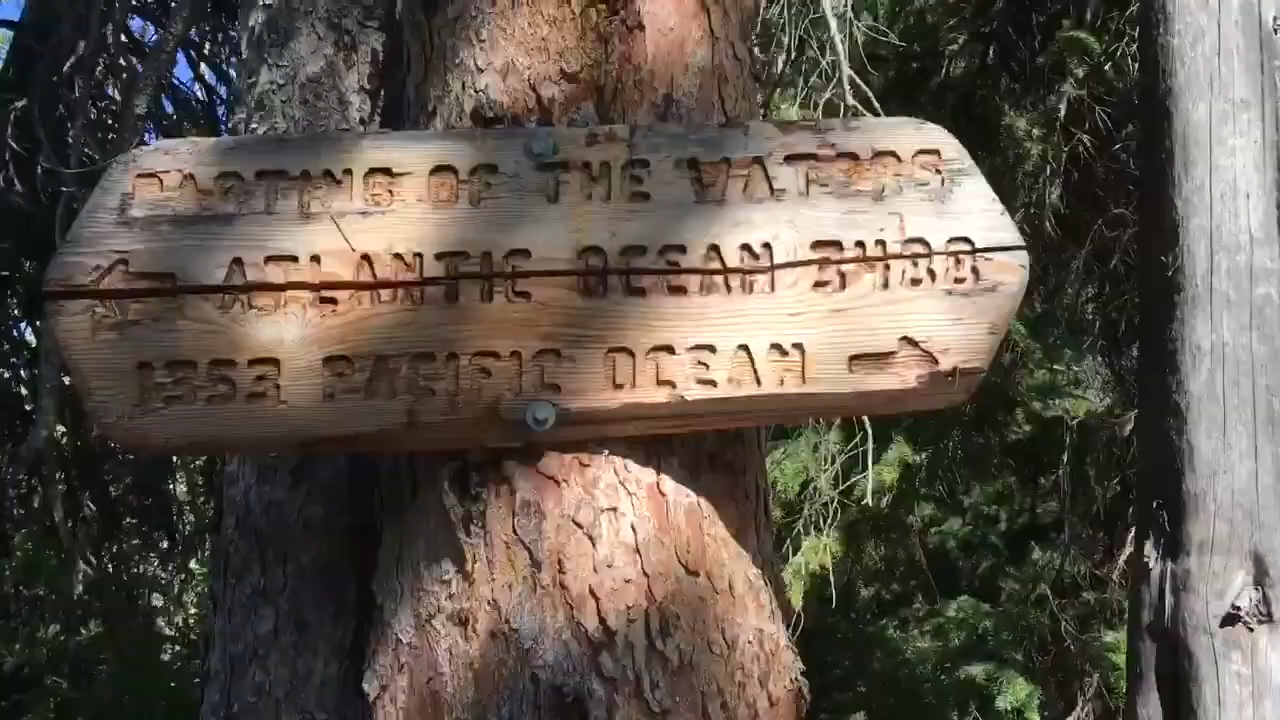 PARTING OF THE WATERS
← ATLANTIC OCEAN 3488
1353 PACIFIC OCEAN →